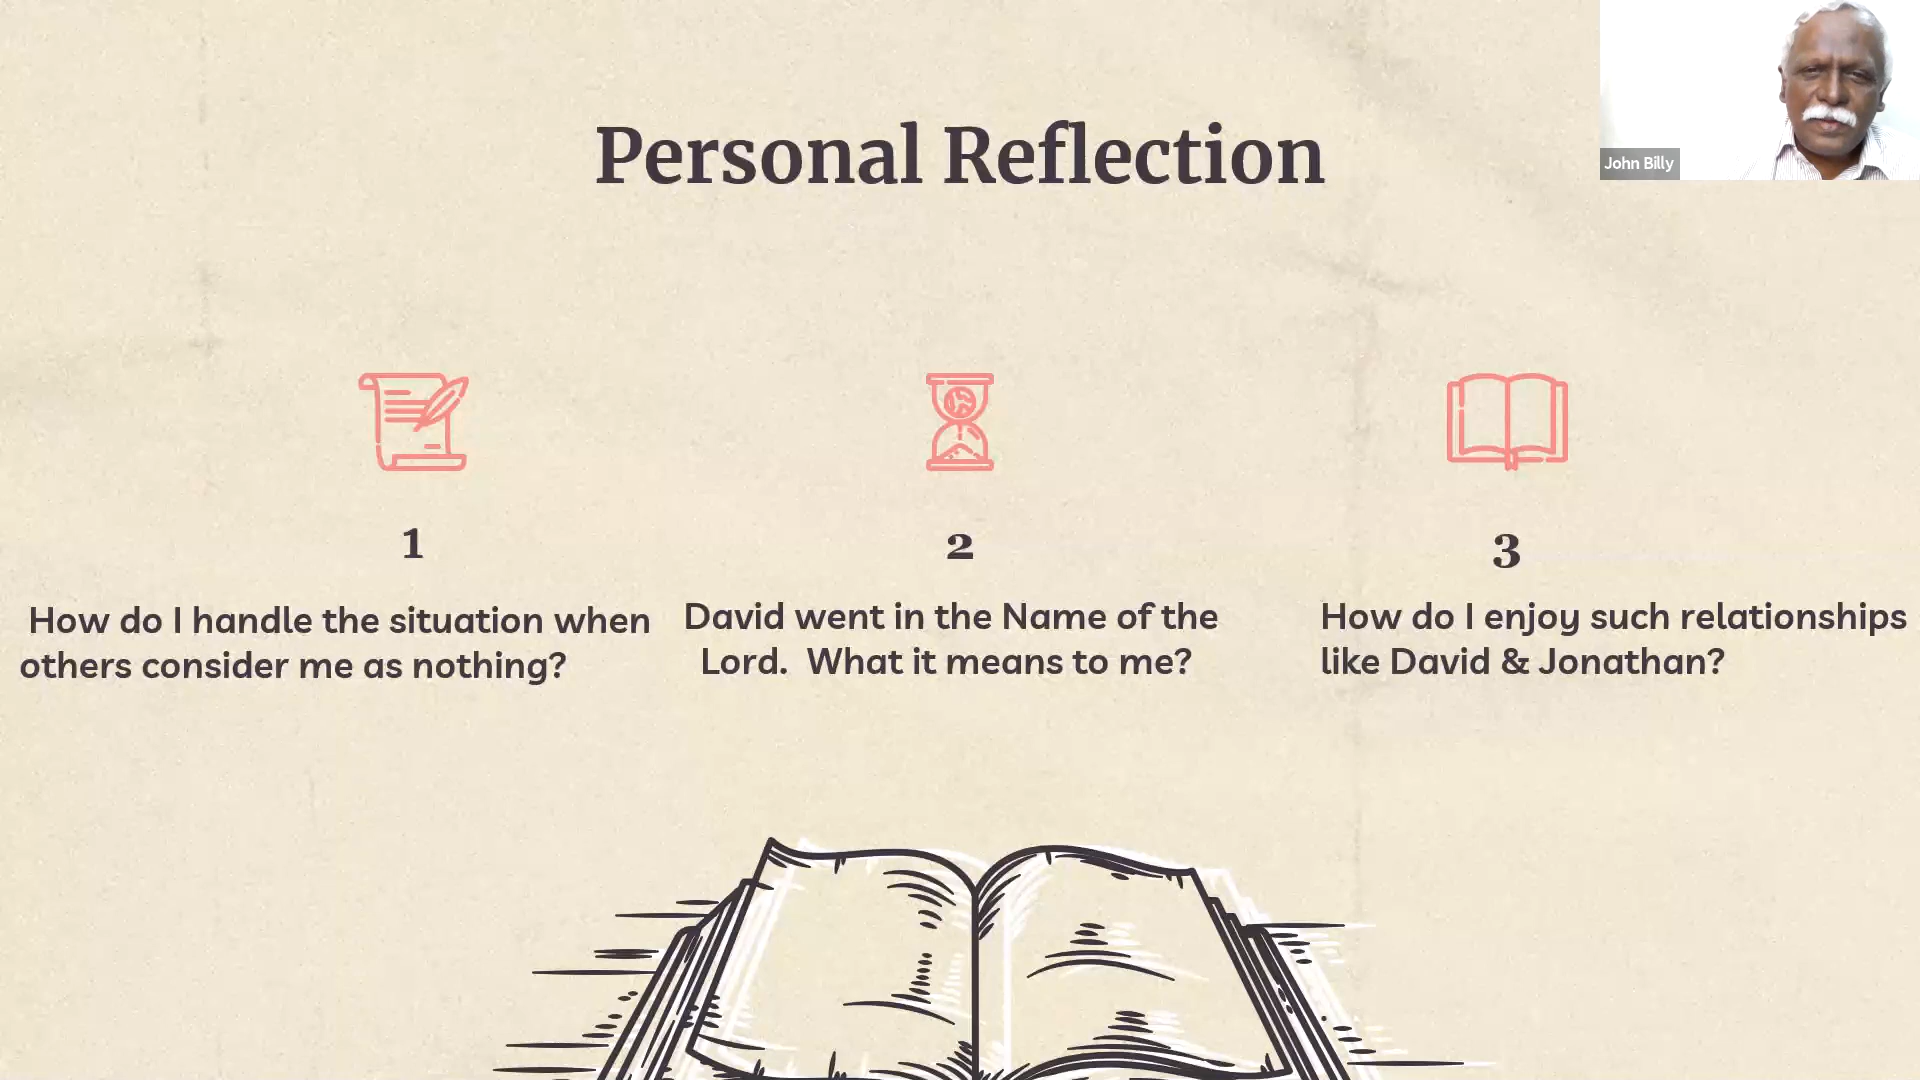 Personal Reflection
John Billy
1
How do I handle the situation when
others consider me as nothing?
2
David went in the Name of the
Lord.  What it means to me?
3
How do I enjoy such relationships
like David & Jonathan?